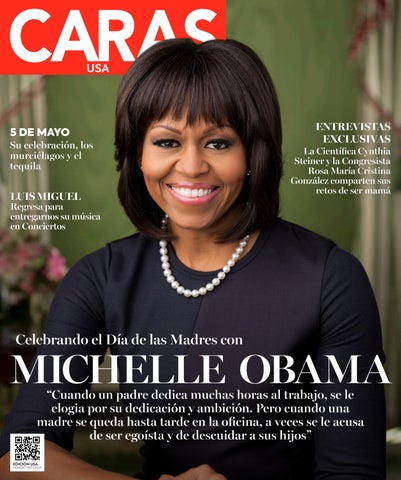 CARAS
USA
5 DE MAYO
Su celebración, los
murciélagos y el
tequila
LUIS MIGUEL
Regresa para
entregarnos su música
en Conciertos
ENTREVISTAS
EXCLUSIVAS
La Científica Cynthia
Steiner y la Congresista
Rosa María Cristina
González comparten sus
retos de ser mamá
Celebrando el Día de las Madres con
MICHELLE OBAMA
“Cuando un padre dedica muchas horas al trabajo, se le
elogia por su dedicación y ambición. Pero cuando una
madre se queda hasta tarde en la oficina, a veces se le acusa
de ser egoísta y de descuidar a sus hijos”
EDICIÓN USA